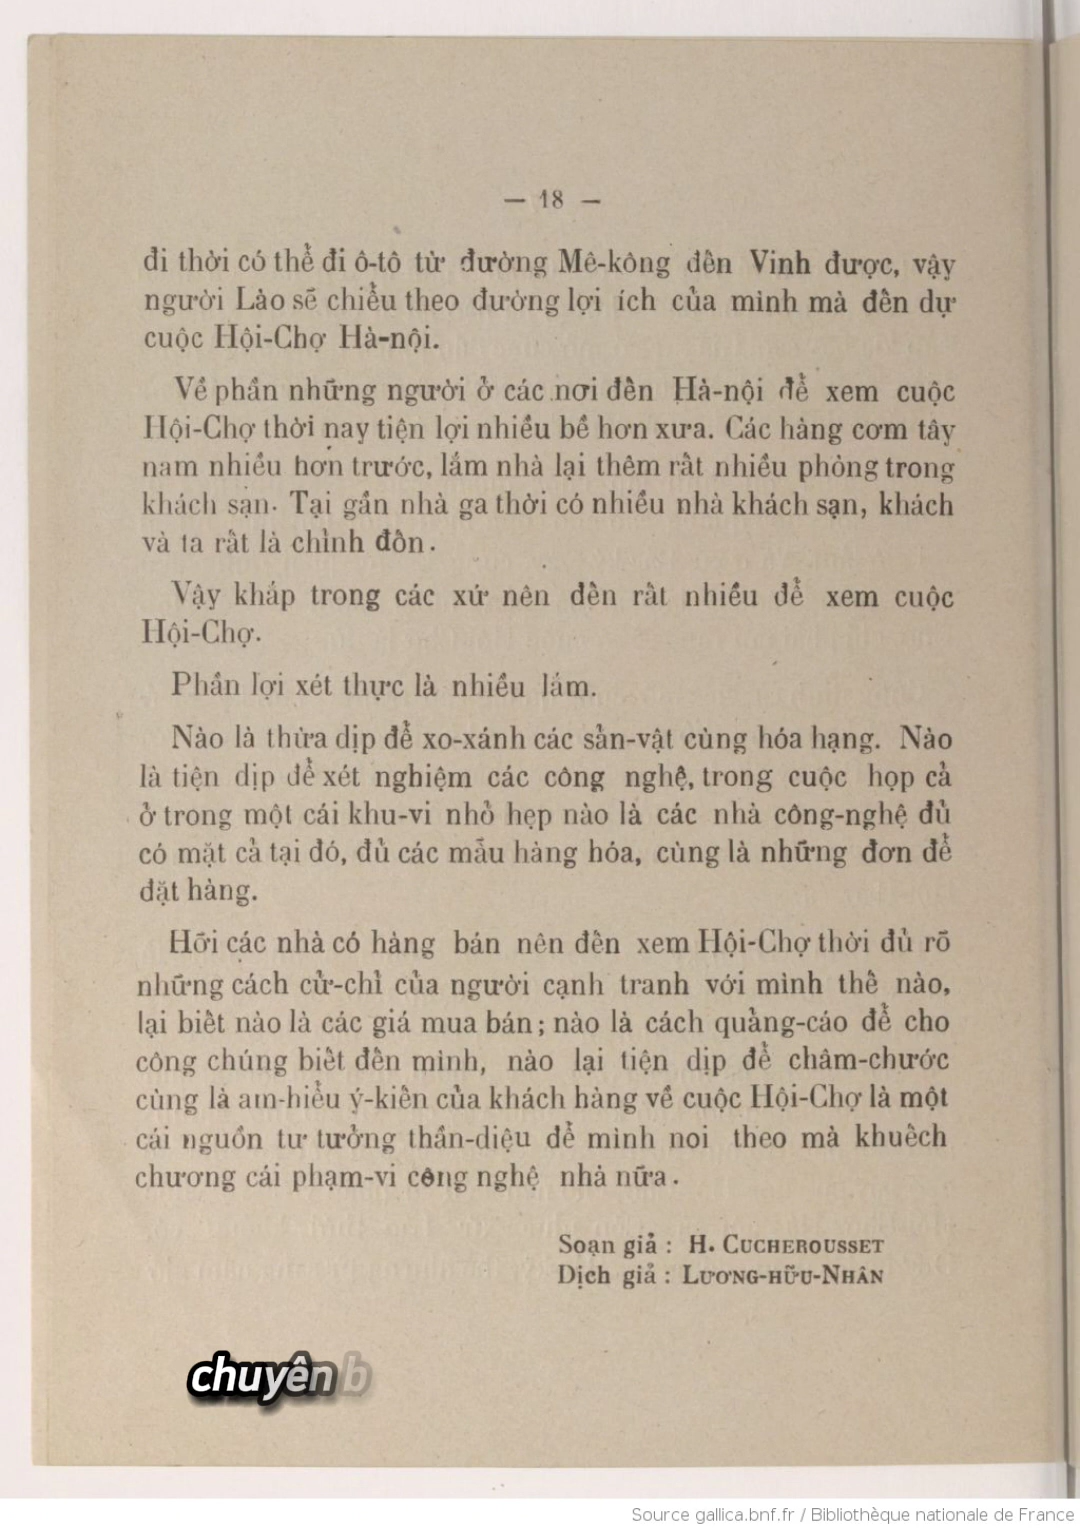 — 18 —
đi thời có thể đi ô-tô từ đường Mê-kông đến Vinh được, vậy
người Lào sẽ chiểu theo đường lợi ích của mình mà đến dự
cuộc Hội-Chợ Hà-nội.
Về phần những người ở các nơi đến Hà-nội để xem cuộc
Hội-Chợ thời nay tiện lợi nhiều bề hơn xưa. Các hàng cơm tây
nam nhiều hơn trước, lắm nhà lại thêm rất nhiều phòng trong
khách sạn. Tại gần nhà ga thời có nhiều nhà khách sạn, khách
và ta rất là chỉnh đốn.
Vậy khắp trong các xứ nên đến rất nhiều để xem cuộc
Hội-Chợ.
Phần lợi xét thực là nhiều lắm.
Nào là thừa dịp để xo-xánh các sản-vật cùng hóa hạng. Nào
là tiện dịp để xét nghiệm các công nghệ, trong cuộc họp cả
ở trong một cái khu-vi nhỏ hẹp nào là các nhà công-nghệ đủ
có mặt cả tại đó, đủ các mẫu hàng hóa, cùng là những đơn để
đặt hàng.
Hỡi các nhà có hàng bán nên đến xem Hội-Chợ thời đủ rõ
những cách cử-chỉ của người cạnh tranh với mình thế nào,
lại biết nào là các giá mua bán; nào là cách quảng-cáo để cho
công chúng biết đến mình, nào lại tiện dịp để châm-chước
cùng là am-hiểu ý-kiến của khách hàng về cuộc Hội-Chợ là một
cái nguồn tư tưởng thần-diệu để mình noi theo mà khuếch
chương cái phạm-vi công nghệ nhà nữa.
Soạn giả : H. CUCHEROUSSET
Dịch giả : LƯƠNG-HỮU-NHÂN
chuyên b
Source gallica.bnf.fr / Bibliothèque nationale de France